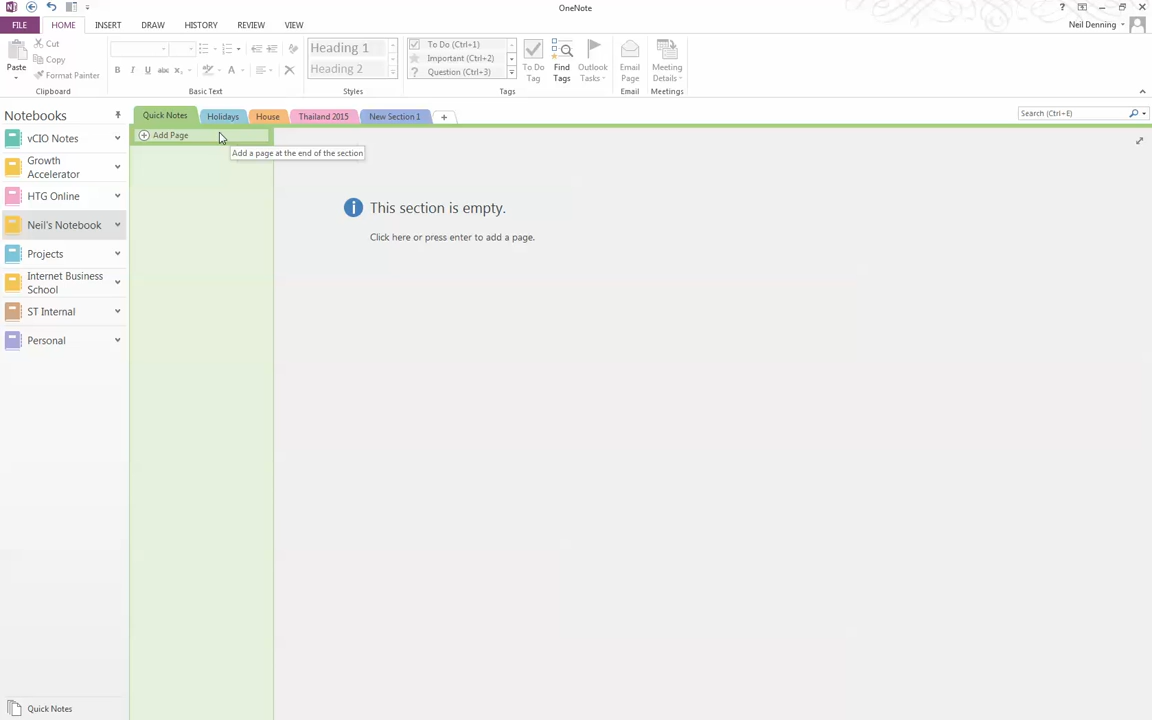 OneNote
Neil Denning
FILE HOME INSERT DRAW HISTORY REVIEW VIEW
Paste
Cut
Copy
Format Painter
Clipboard
B I U abc X₂ A
Basic Text
Heading 1
Heading 2
Styles
To Do (Ctrl+1)
Important (Ctrl+2)
Question (Ctrl+3)
To Do
Tag
Find
Tags
Outlook
Tasks
Tags
Email
Page
Email
Meeting
Details
Meetings
Notebooks
Quick Notes Holidays House Thailand 2015 New Section 1
Search (Ctrl+E)
Add Page
Add a page at the end of the section
vCIO Notes
Growth
Accelerator
HTG Online
Neil's Notebook
Projects
Internet Business
School
ST Internal
Personal
This section is empty.
Click here or press enter to add a page.
Quick Notes